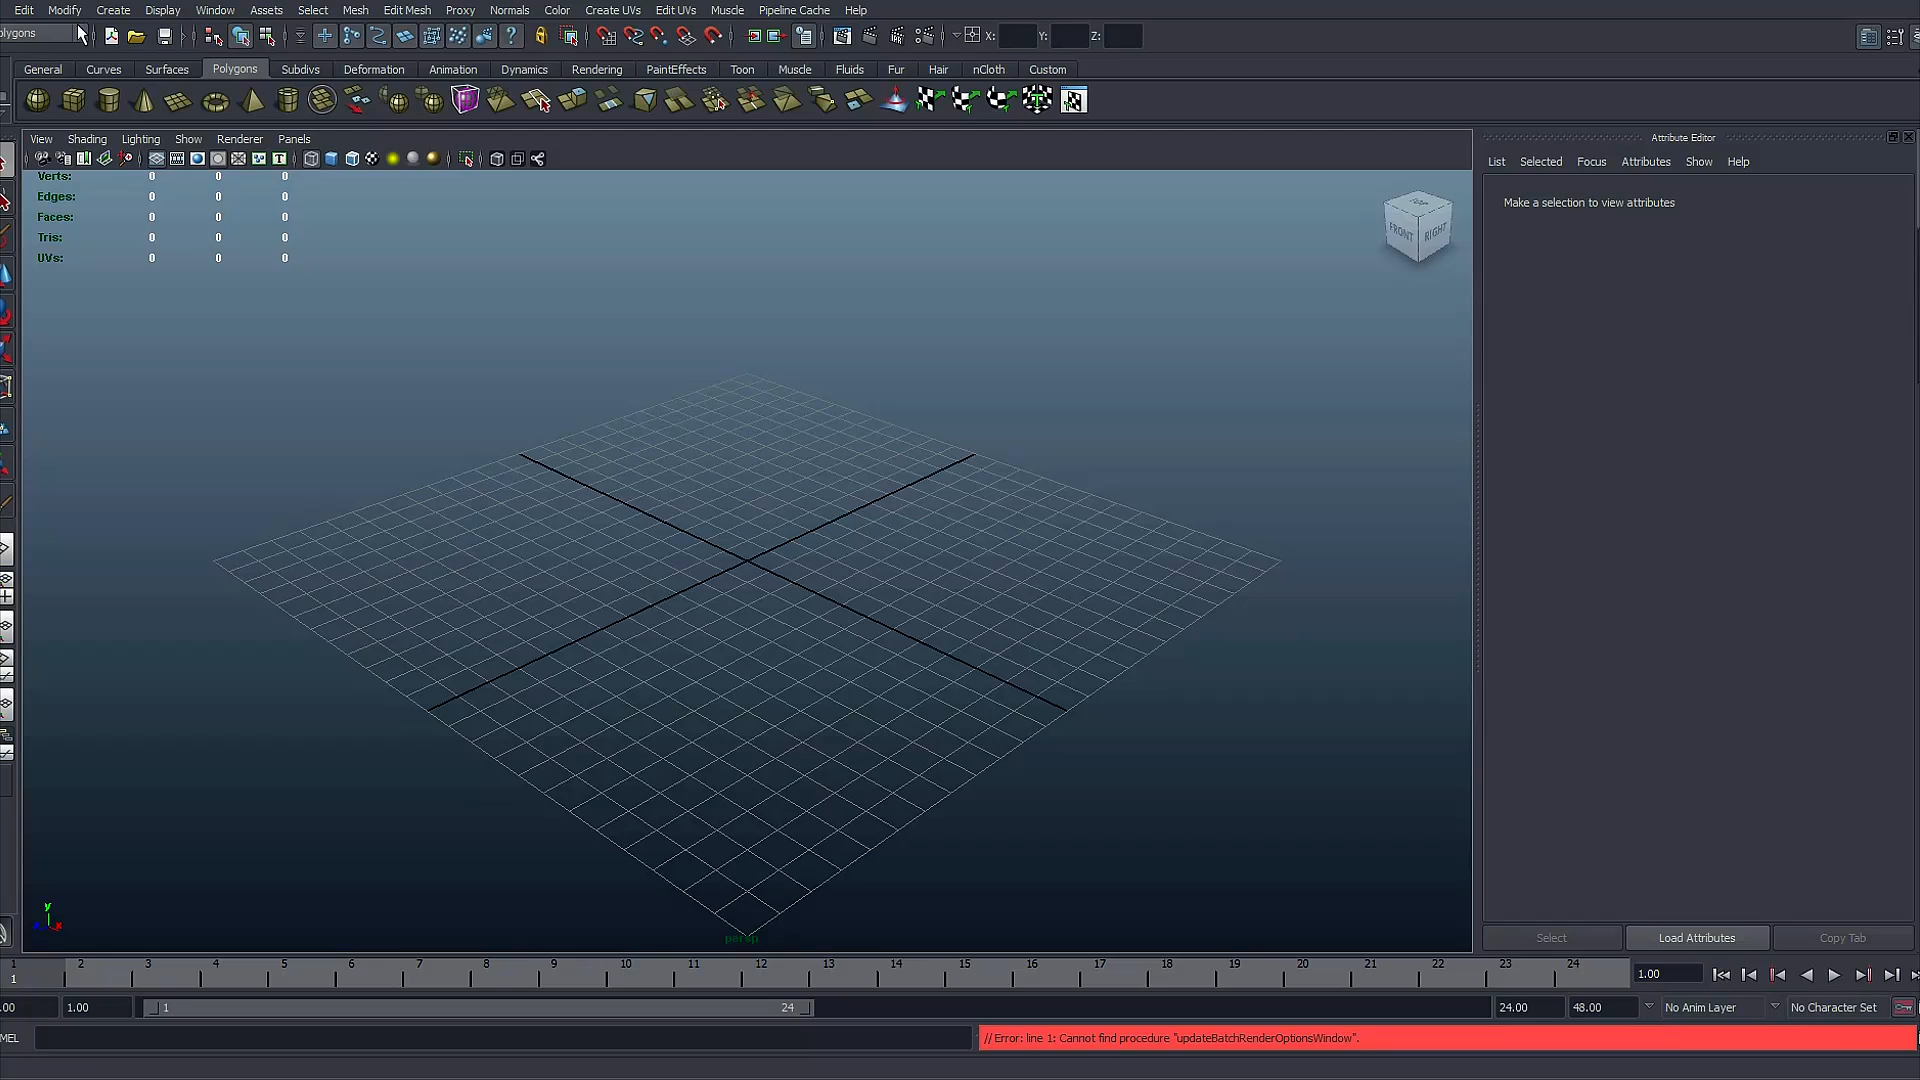 Edit Modify Create Display Window Assets Select Mesh Edit Mesh Proxy Normals Color Create UVs Edit UVs Muscle Pipeline Cache Help
olygons
X: Y: Z:
General Curves Surfaces Polygons Subdivs Deformation Animation Dynamics Rendering PaintEffects Toon Muscle Fluids Fur Hair nCloth Custom
View Shading Lighting Show Renderer Panels
Attribute Editor
List Selected Focus Attributes Show Help
Make a selection to view attributes
Verts: 0 0 0
Edges: 0 0 0
Faces: 0 0 0
Tris: 0 0 0
UVs: 0 0 0
TOP
FRONT RIGHT
y
x
persp
Select Load Attributes Copy Tab
1 2 3 4 5 6 7 8 9 10 11 12 13 14 15 16 17 18 19 20 21 22 23 24
1
1.00
.00 1.00 1 24 24.00 48.00 No Anim Layer No Character Set
MEL
// Error: line 1: Cannot find procedure "updateBatchRenderOptionsWindow".